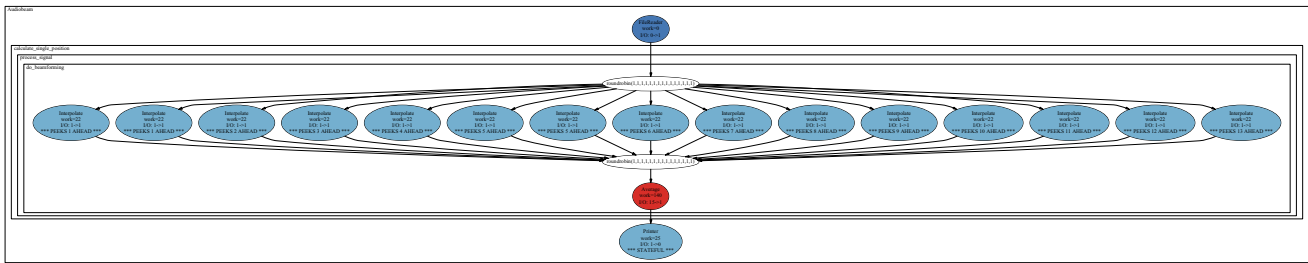 Audiobeam
FileReader
work=0
I/O: 0->1
calculate_single_position
process_signal
do_beamforming
roundrobin(1,1,1,1,1,1,1,1,1,1,1,1,1,1,1)
Interpolate
work=22
I/O: 1->1
*** PEEKS AHEAD ***
Interpolate
work=22
I/O: 1->1
*** PEEKS 1 AHEAD ***
Interpolate
work=22
I/O: 1->1
*** PEEKS 2 AHEAD ***
Interpolate
work=22
I/O: 1->1
*** PEEKS 3 AHEAD ***
Interpolate
work=22
I/O: 1->1
*** PEEKS 4 AHEAD ***
Interpolate
work=22
I/O: 1->1
*** PEEKS 5 AHEAD ***
Interpolate
work=22
I/O: 1->1
*** PEEKS 5 AHEAD ***
Interpolate
work=22
I/O: 1->1
*** PEEKS 6 AHEAD ***
Interpolate
work=22
I/O: 1->1
*** PEEKS 7 AHEAD ***
Interpolate
work=22
I/O: 1->1
*** PEEKS 8 AHEAD ***
Interpolate
work=22
I/O: 1->1
*** PEEKS 9 AHEAD ***
Interpolate
work=22
I/O: 1->1
*** PEEKS 10 AHEAD ***
Interpolate
work=22
I/O: 1->1
*** PEEKS 11 AHEAD ***
Interpolate
work=22
I/O: 1->1
*** PEEKS 12 AHEAD ***
Interpolate
work=22
I/O: 1->1
*** PEEKS 13 AHEAD ***
roundrobin(1,1,1,1,1,1,1,1,1,1,1,1,1,1,1)
Average
I/O: 15->1
Printer
work=25
I/O: 1->0
*** STATEFUL ***